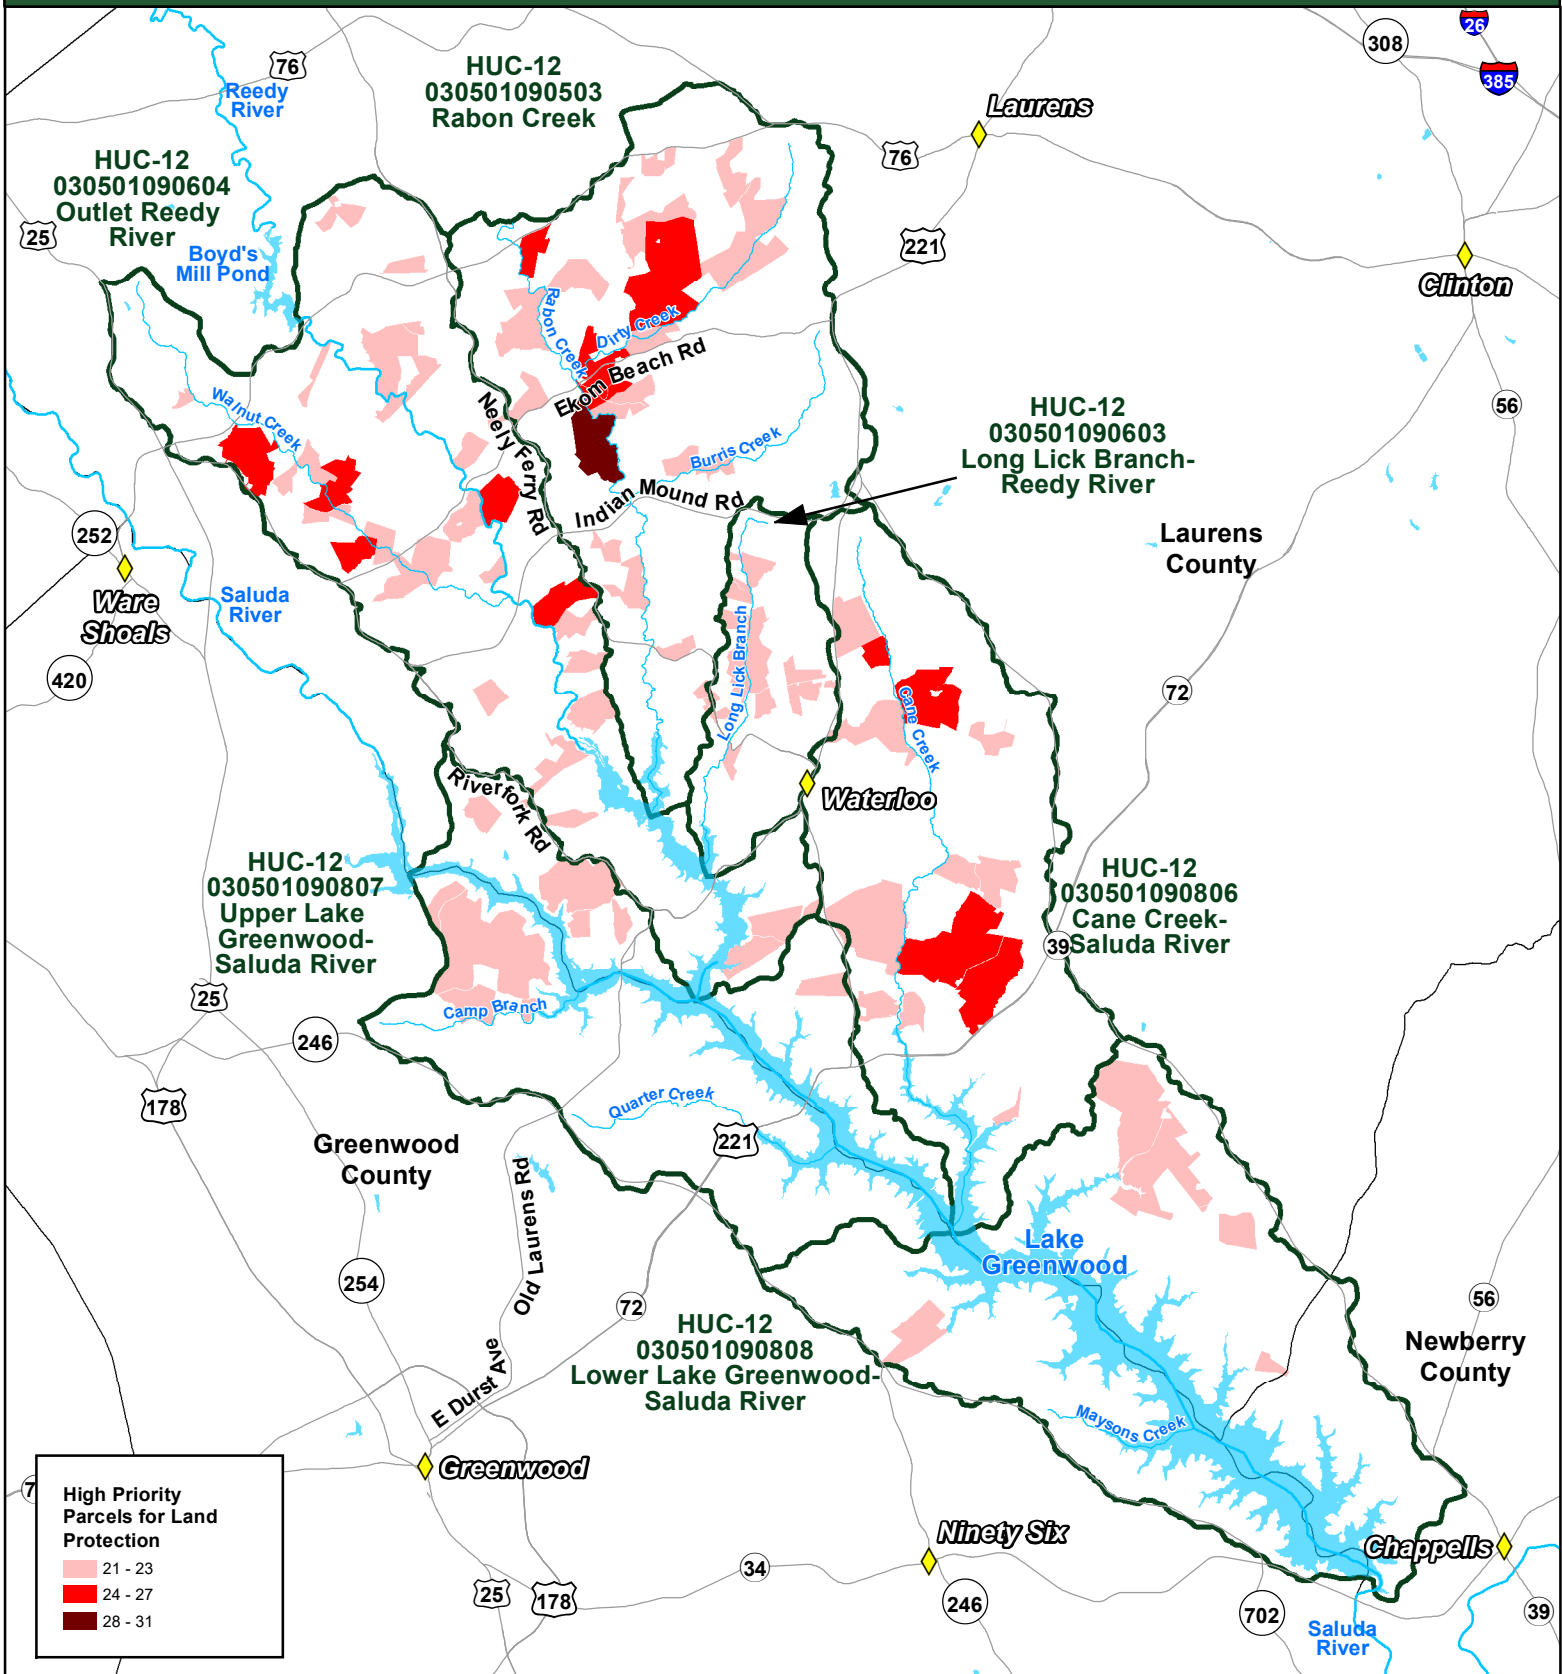 26
308
385
76
HUC-12
030501090503
Rabon Creek
Reedy
River
Laurens
76
HUC-12
030501090604
Outlet Reedy
River
25
Boyd's
Mill Pond
221
Clinton
Rabon Creek
Dirty Creek
Ekom Beach Rd
Neely Ferry Rd
Walnut Creek
HUC-12
030501090603
Long Lick Branch-
Reedy River
56
Burris Creek
Indian Mound Rd
252
Laurens
County
Ware
Shoals
Saluda
River
420
Long Lick Branch
72
Cane Creek
Riverfork Rd
Waterloo
HUC-12
030501090807
Upper Lake
Greenwood-
Saluda River
HUC-12
030501090806
Cane Creek-
Saluda River
39
25
Camp Branch
246
178
Quarter Creek
221
Greenwood
County
Old Laurens Rd
Lake
Greenwood
254
72
56
HUC-12
030501090808
Lower Lake Greenwood-
Saluda River
Newberry
County
E Durst Ave
Maysons Creek
Greenwood
7
High Priority
Parcels for Land
Protection
21 - 23
24 - 27
28 - 31
Ninety Six
Chappells
34
25
178
246
702
39
Saluda
River